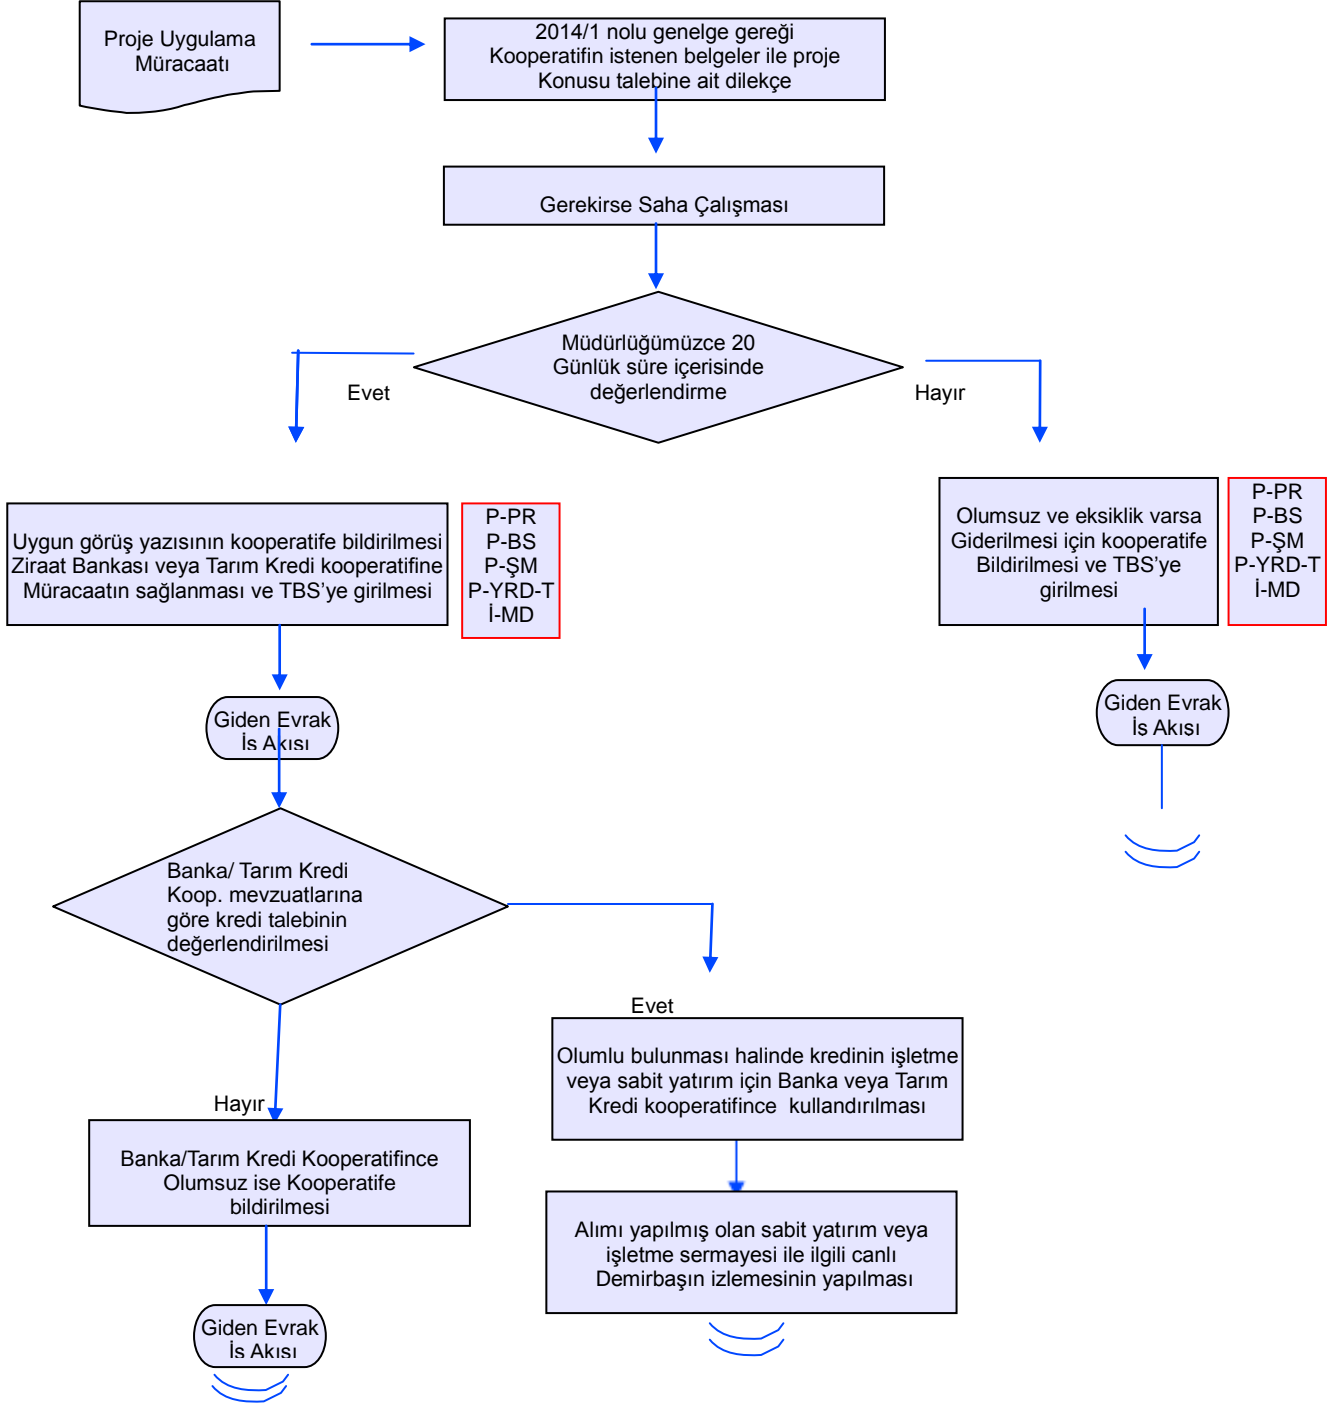 Proje Uygulama
Müracaatı
2014/1 nolu genelge gereği
Kooperatifin istenen belgeler ile proje
Konusu talebine ait dilekçe
Gerekirse Saha Çalışması
Müdürlüğümüzce 20
Günlük süre içerisinde
değerlendirme
Evet
Hayır
Uygun görüş yazısının kooperatife bildirilmesi
Ziraat Bankası veya Tarım Kredi kooperatifine
Müracaatın sağlanması ve TBS’ye girilmesi
P-PR
P-BS
P-ŞM
P-YRD-T
İ-MD
Olumsuz ve eksiklik varsa
Giderilmesi için kooperatife
Bildirilmesi ve TBS’ye
girilmesi
P-PR
P-BS
P-ŞM
P-YRD-T
İ-MD
Giden Evrak
İş Akışı
Giden Evrak
İş Akışı
Banka/ Tarım Kredi
Koop. mevzuatlarına
göre kredi talebinin
değerlendirilmesi
Evet
Olumlu bulunması halinde kredinin işletme
veya sabit yatırım için Banka veya Tarım
Kredi kooperatifince kullandırılması
Hayır
Banka/Tarım Kredi Kooperatifince
Olumsuz ise Kooperatife
bildirilmesi
Alımı yapılmış olan sabit yatırım veya
işletme sermayesi ile ilgili canlı
Demirbaşın izlemesinin yapılması
Giden Evrak
İş Akışı